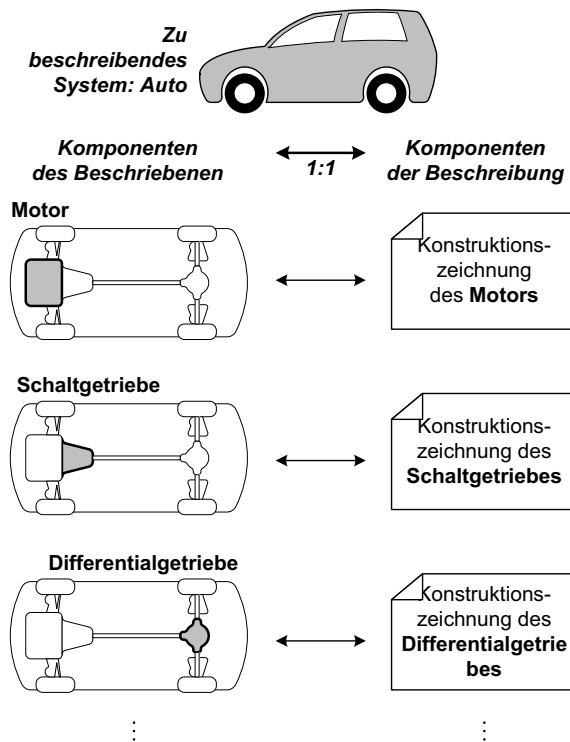 Zu
beschreibendes
System: Auto
Komponenten
des Beschriebenen
1:1
Komponenten
der Beschreibung
Motor
Konstruktions-
zeichnung
des Motors
Schaltgetriebe
Konstruktions-
zeichnung des
Schaltgetriebes
Differentialgetriebe
Konstruktions-
zeichnung des
Differentialgetrie
bes